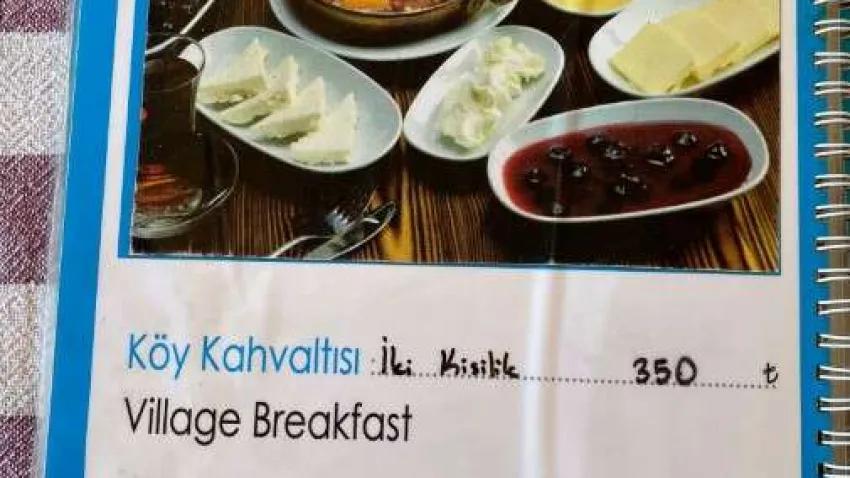 Köy Kahvaltısı İki Kişilik 350 ₺
Village Breakfast